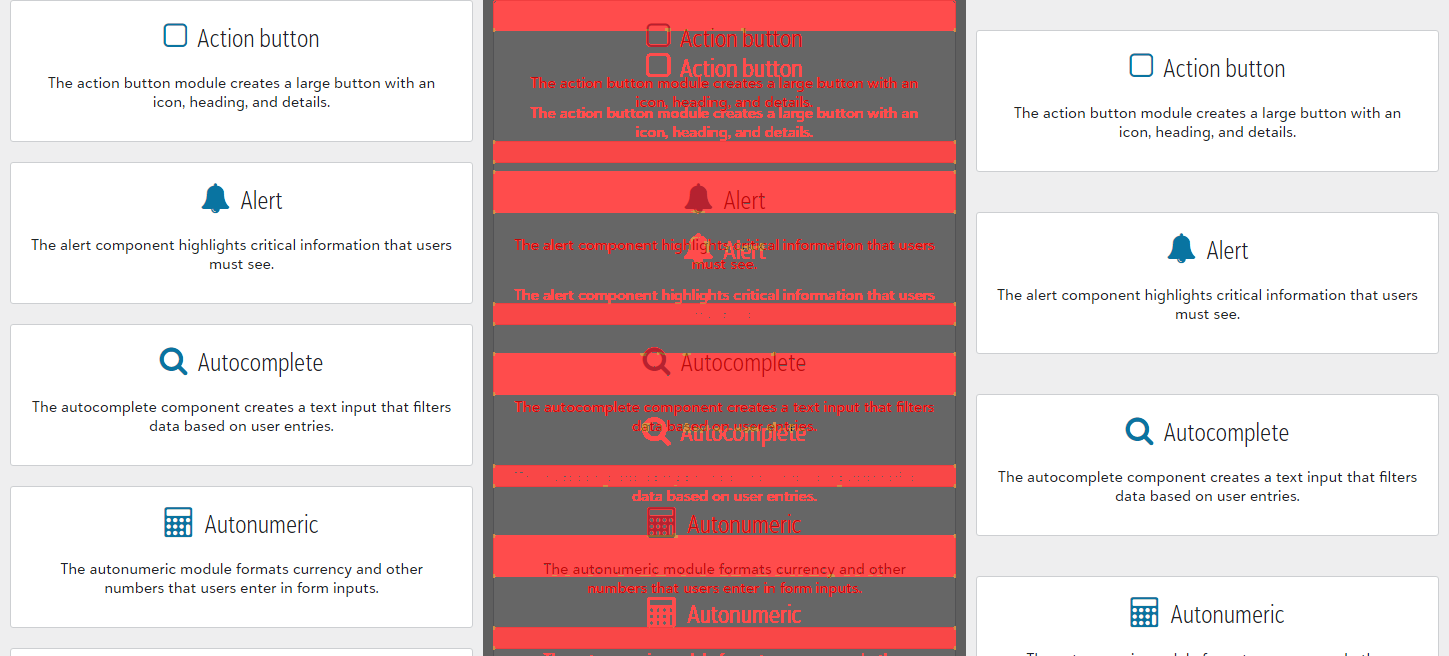 Action button
The action button module creates a large button with an
icon, heading, and details.
Alert
The alert component highlights critical information that users
must see.
Autocomplete
The autocomplete component creates a text input that filters
data based on user entries.
Autonumeric
The autonumeric module formats currency and other
numbers that users enter in form inputs.
Action button
Action button
The action button module creates a large button with an
icon, heading, and details.
The action button module creates a large button with an
icon, heading, and details.
Alert
The alert component highlights critical information that users
Alert
must see.
The alert component highlights critical information that users
Autocomplete
The autocomplete component creates a text input that filters
data based on user entries.
Autocomplete
data based on user entries.
Autonumeric
The autonumeric module formats currency and other
numbers that users enter in form inputs.
Autonumeric
Action button
The action button module creates a large button with an
icon, heading, and details.
Alert
The alert component highlights critical information that users
must see.
Autocomplete
The autocomplete component creates a text input that filters
data based on user entries.
Autonumeric